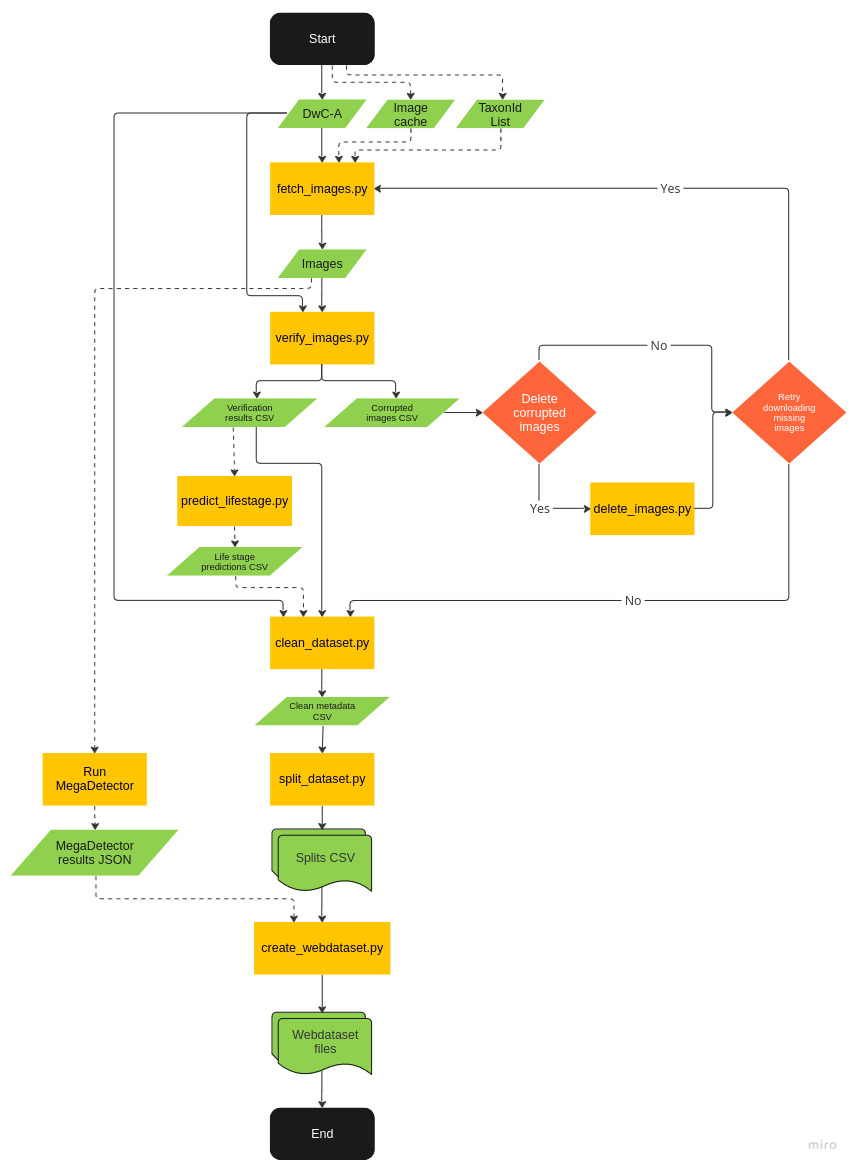 Start
DwC-A
Image
cache
TaxonId
List
fetch_images.py
Yes
Images
verify_images.py
No
Verification
results CSV
Corrupted
images CSV
Delete
corrupted
images
Retry
downloading
missing
images
predict_lifestage.py
Yes
delete_images.py
Life stage
predictions CSV
No
clean_dataset.py
Clean metadata
CSV
Run
MegaDetector
split_dataset.py
MegaDetector
results JSON
Splits CSV
create_webdataset.py
Webdataset
files
End
miro